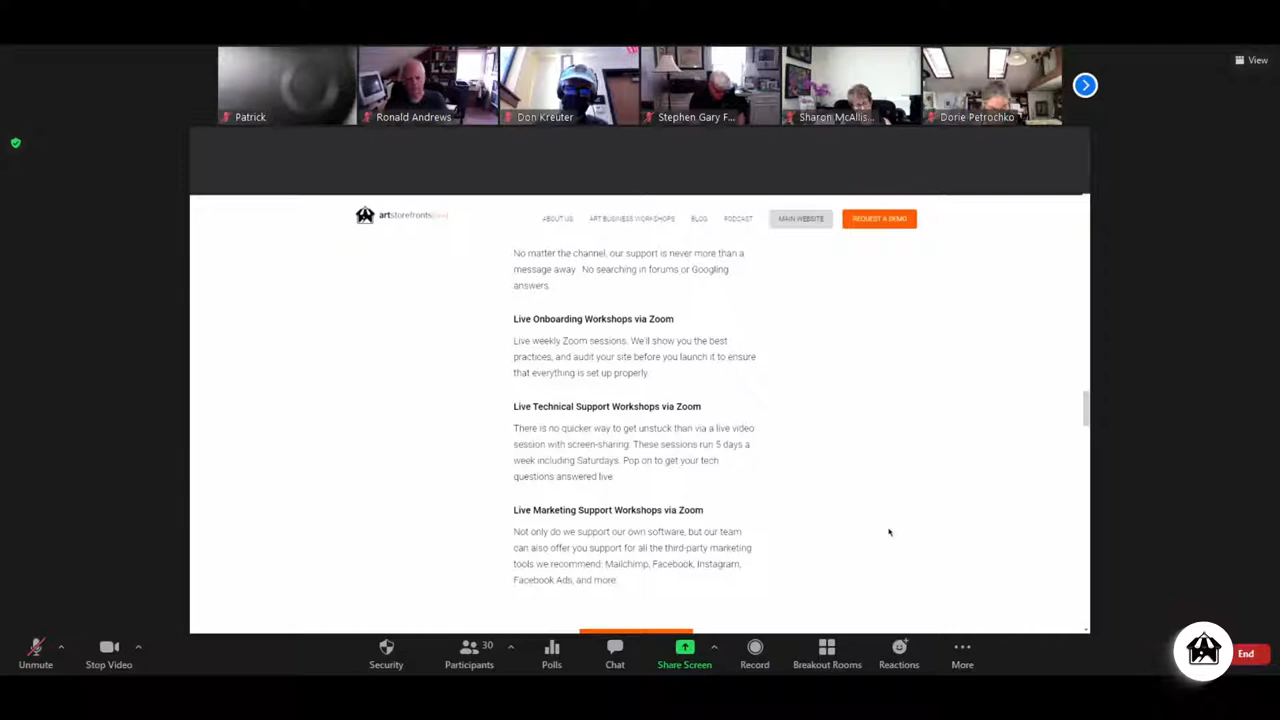 View
Patrick
Ronald Andrews
Don Kreuter
Stephen Gary F...
Sharon McAllis...
Dorie Petrochko
artstorefronts
ABOUT US
ART BUSINESS WORKSHOPS
BLOG
PODCAST
MAIN WEBSITE
REQUEST A DEMO
No matter the channel, our support is never more than a
message away. No searching in forums or Googling
answers.
Live Onboarding Workshops via Zoom
Live weekly Zoom sessions. We'll show you the best
practices, and audit your site before you launch it to ensure
that everything is set up properly.
Live Technical Support Workshops via Zoom
There is no quicker way to get unstuck than via a live video
session with screen-sharing. These sessions run 5 days a
week including Saturdays. Pop on to get your tech
questions answered live.
Live Marketing Support Workshops via Zoom
Not only do we support our own software, but our team
can also offer you support for all the third-party marketing
tools we recommend: Mailchimp, Facebook, Instagram,
Facebook Ads, and more.
Unmute
Stop Video
Security
Participants
30
Polls
Chat
Share Screen
Record
Breakout Rooms
Reactions
More
End